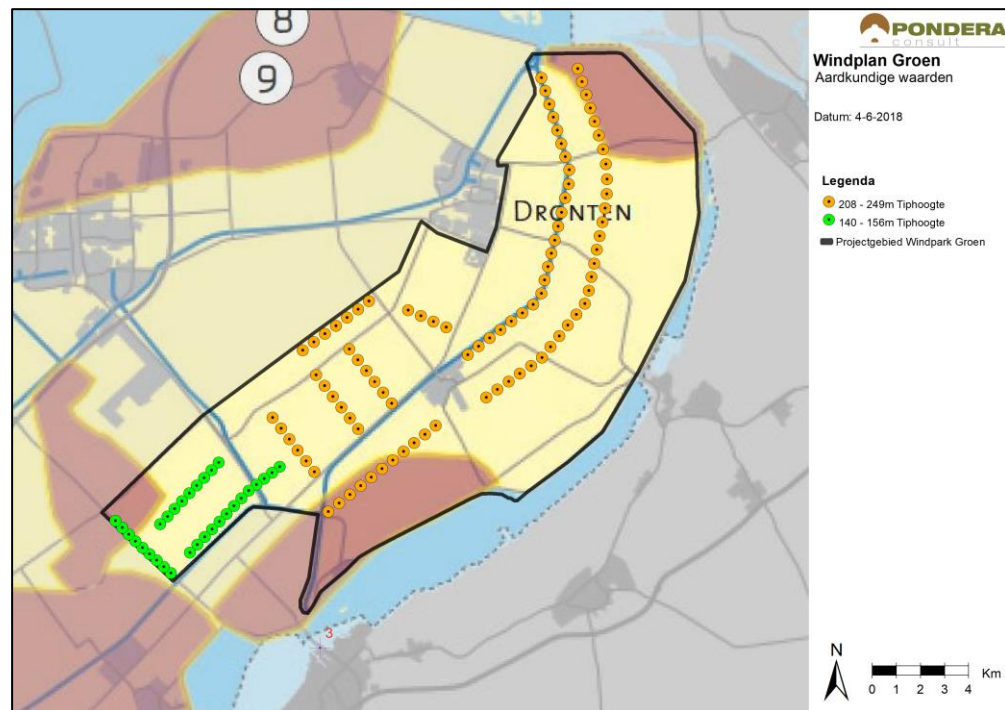 8
9
DRONTEN
3
PONDERA
consult
Windplan Groen
Aardkundige waarden
Datum: 4-6-2018
Legenda
208 - 249m Tiphoogte
140 - 156m Tiphoogte
Projectgebied Windpark Groen
N
Km
0 1 2 3 4